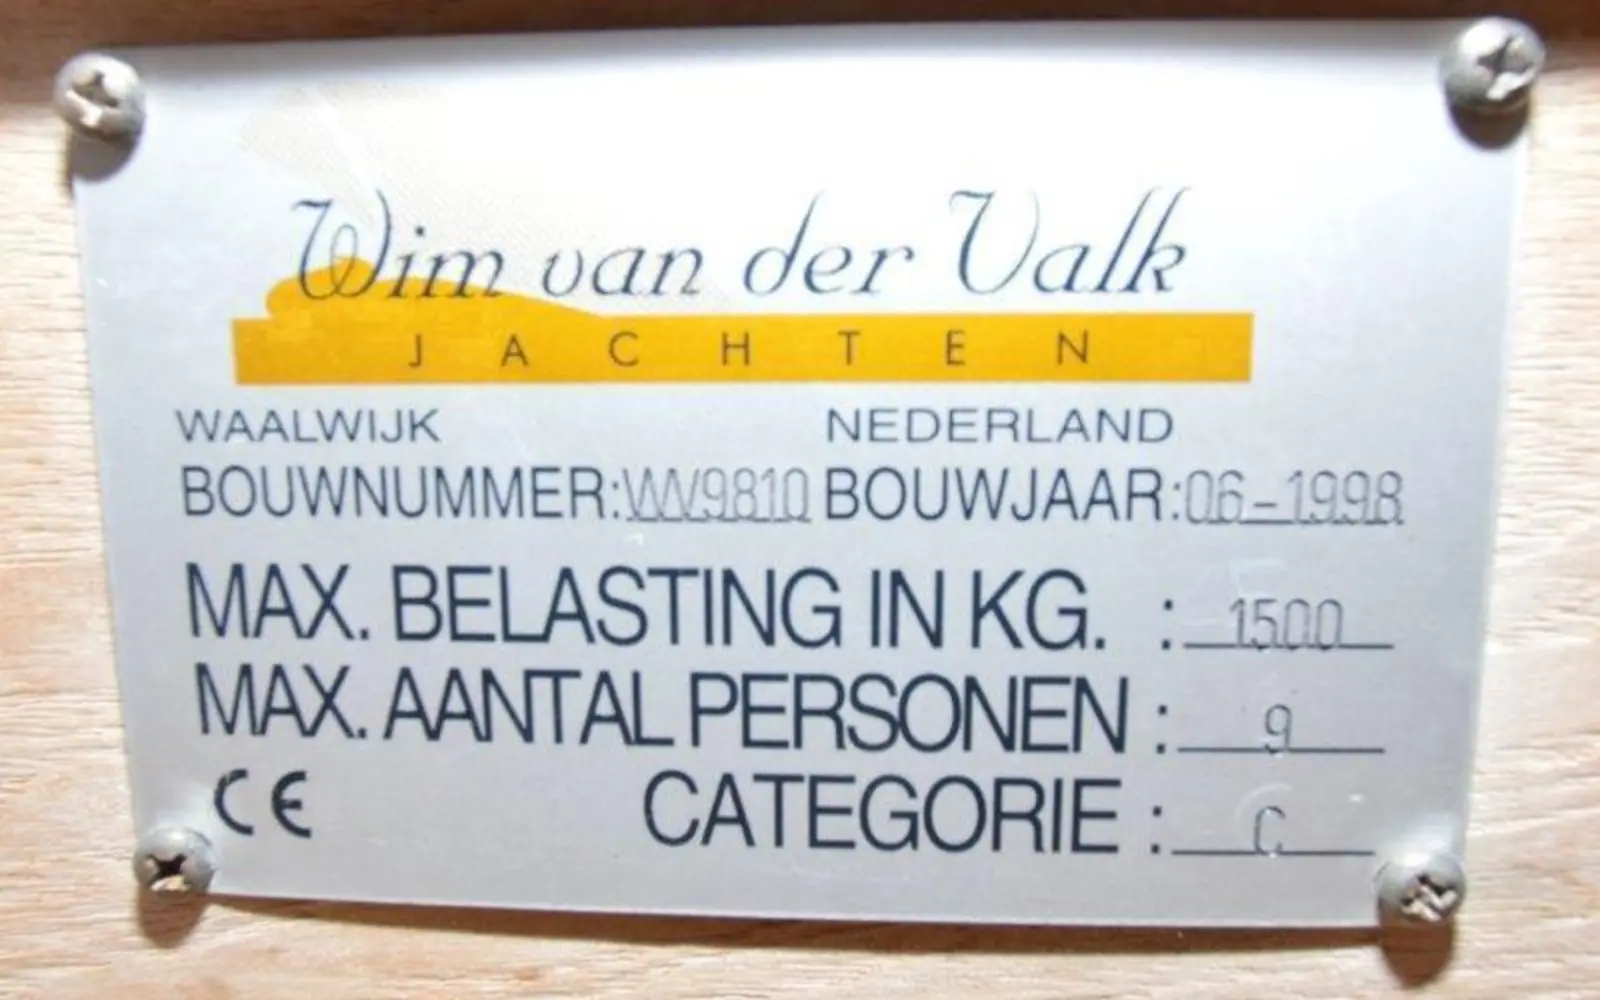 Wim van der Valk
JACHTEN
WAALWIJK NEDERLAND
BOUWNUMMER: VV9810 BOUWJAAR: 06-1998
MAX. BELASTING IN KG. : 1500
MAX. AANTAL PERSONEN : 9
CE CATEGORIE : C